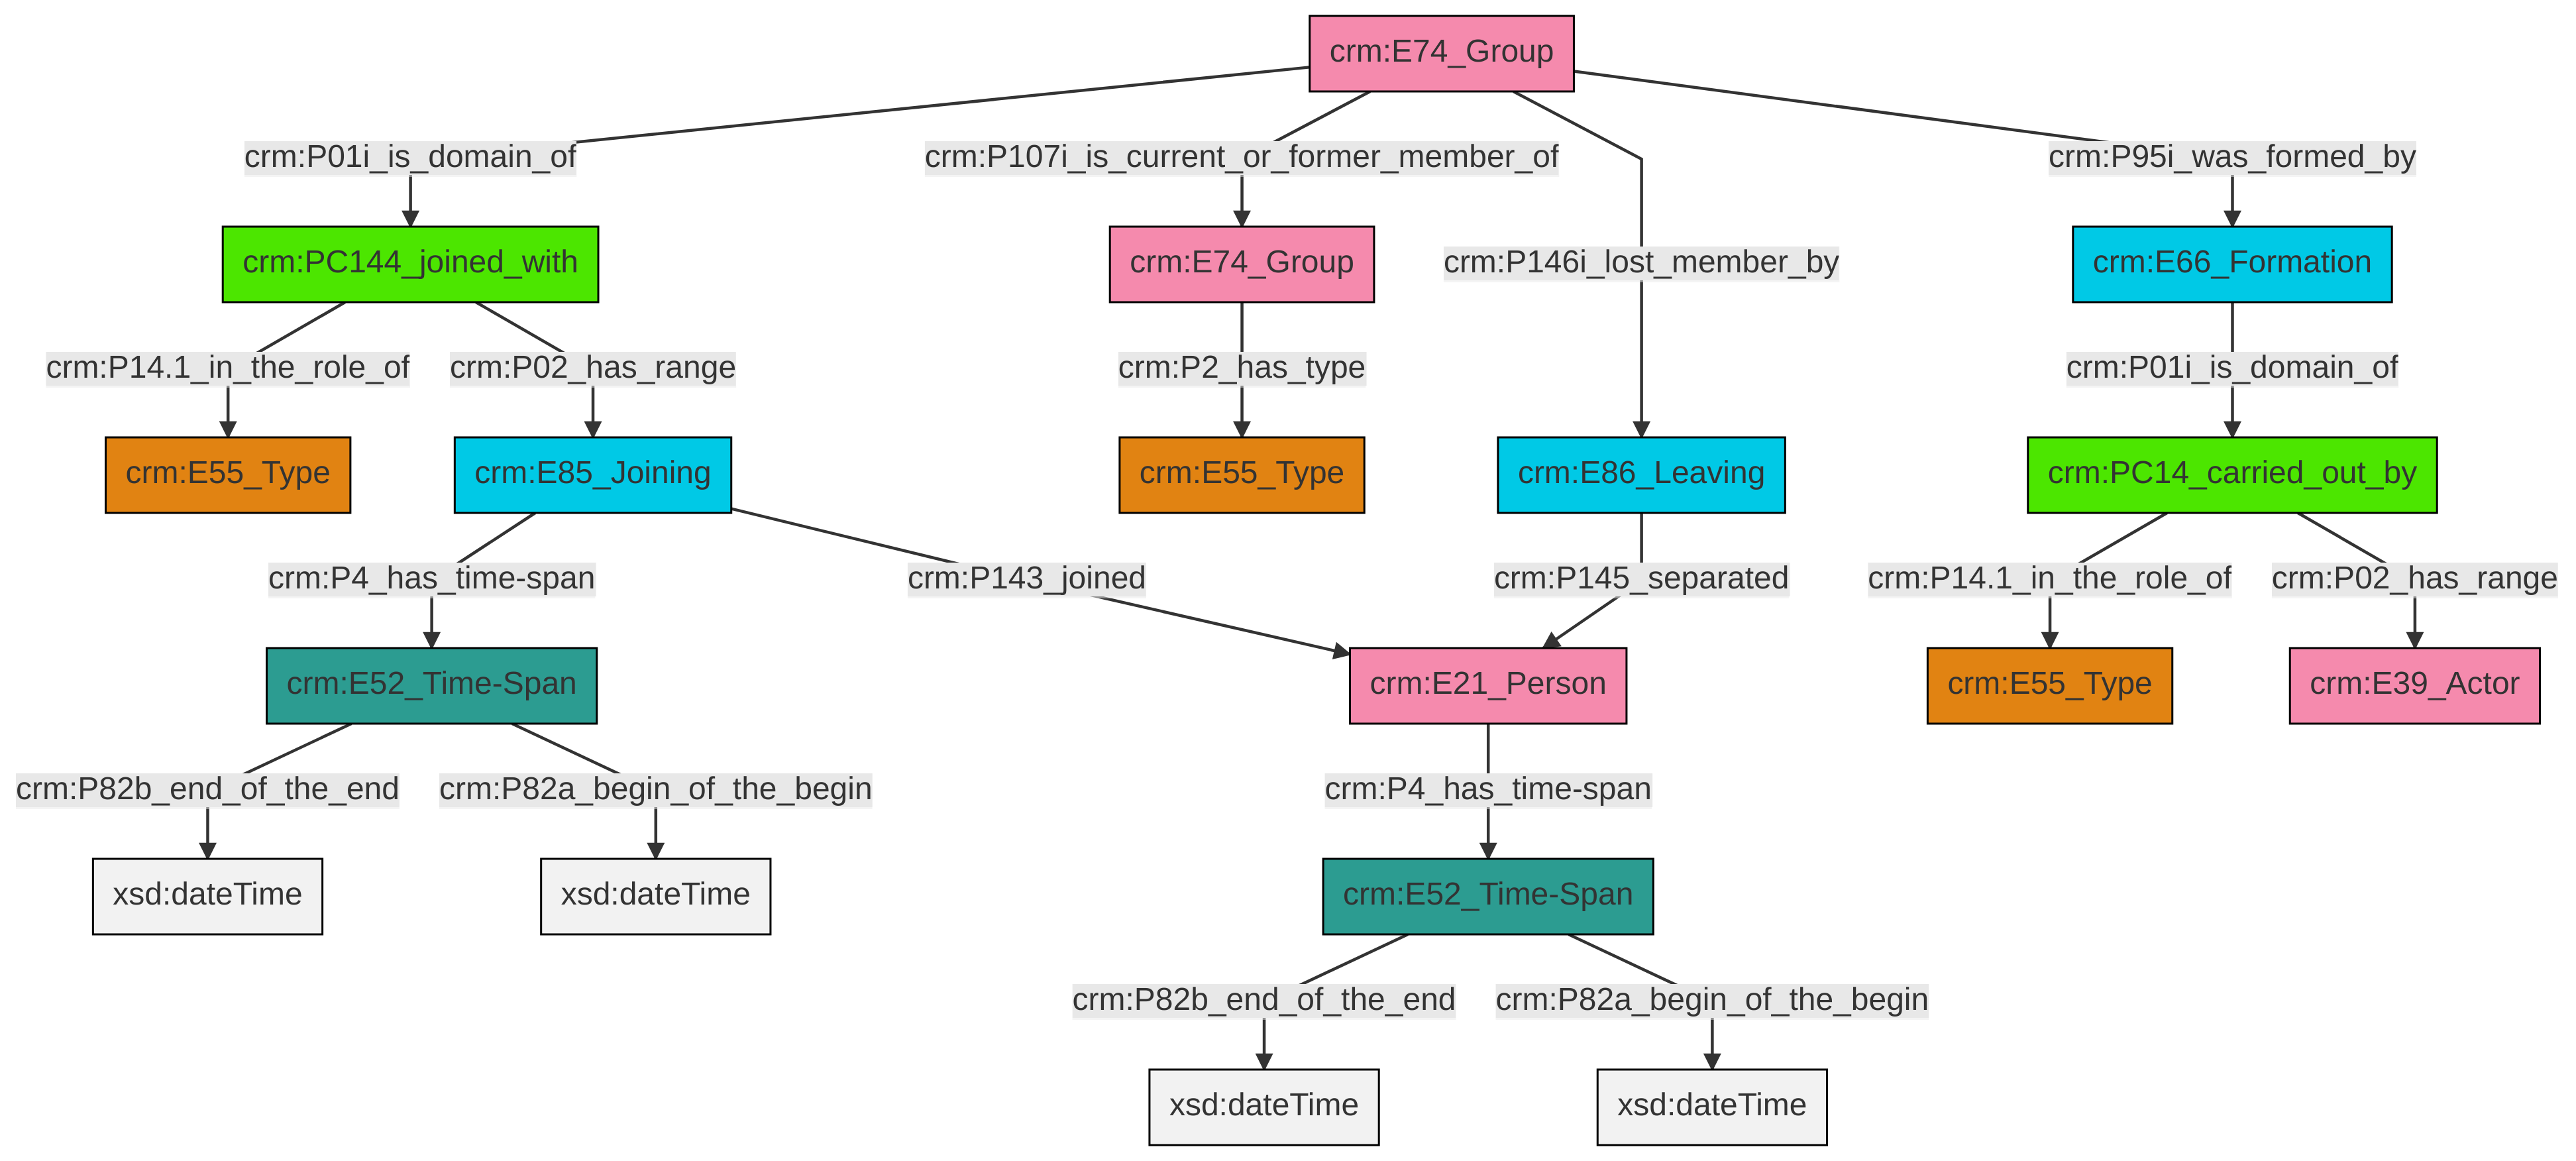 crm:E74_Group
crm:P01i_is_domain_of
crm:P107i_is_current_or_former_member_of
crm:P95i_was_formed_by
crm:PC144_joined_with
crm:E74_Group
crm:P146i_lost_member_by
crm:E66_Formation
crm:P14.1_in_the_role_of
crm:P02_has_range
crm:P2_has_type
crm:P01i_is_domain_of
crm:E55_Type
crm:E85_Joining
crm:E55_Type
crm:E86_Leaving
crm:PC14_carried_out_by
crm:P4_has_time-span
crm:P143_joined
crm:P145_separated
crm:P14.1_in_the_role_of
crm:P02_has_range
crm:E52_Time-Span
crm:E21_Person
crm:E55_Type
crm:E39_Actor
crm:P82b_end_of_the_end
crm:P82a_begin_of_the_begin
crm:P4_has_time-span
xsd:dateTime
xsd:dateTime
crm:E52_Time-Span
crm:P82b_end_of_the_end
crm:P82a_begin_of_the_begin
xsd:dateTime
xsd:dateTime